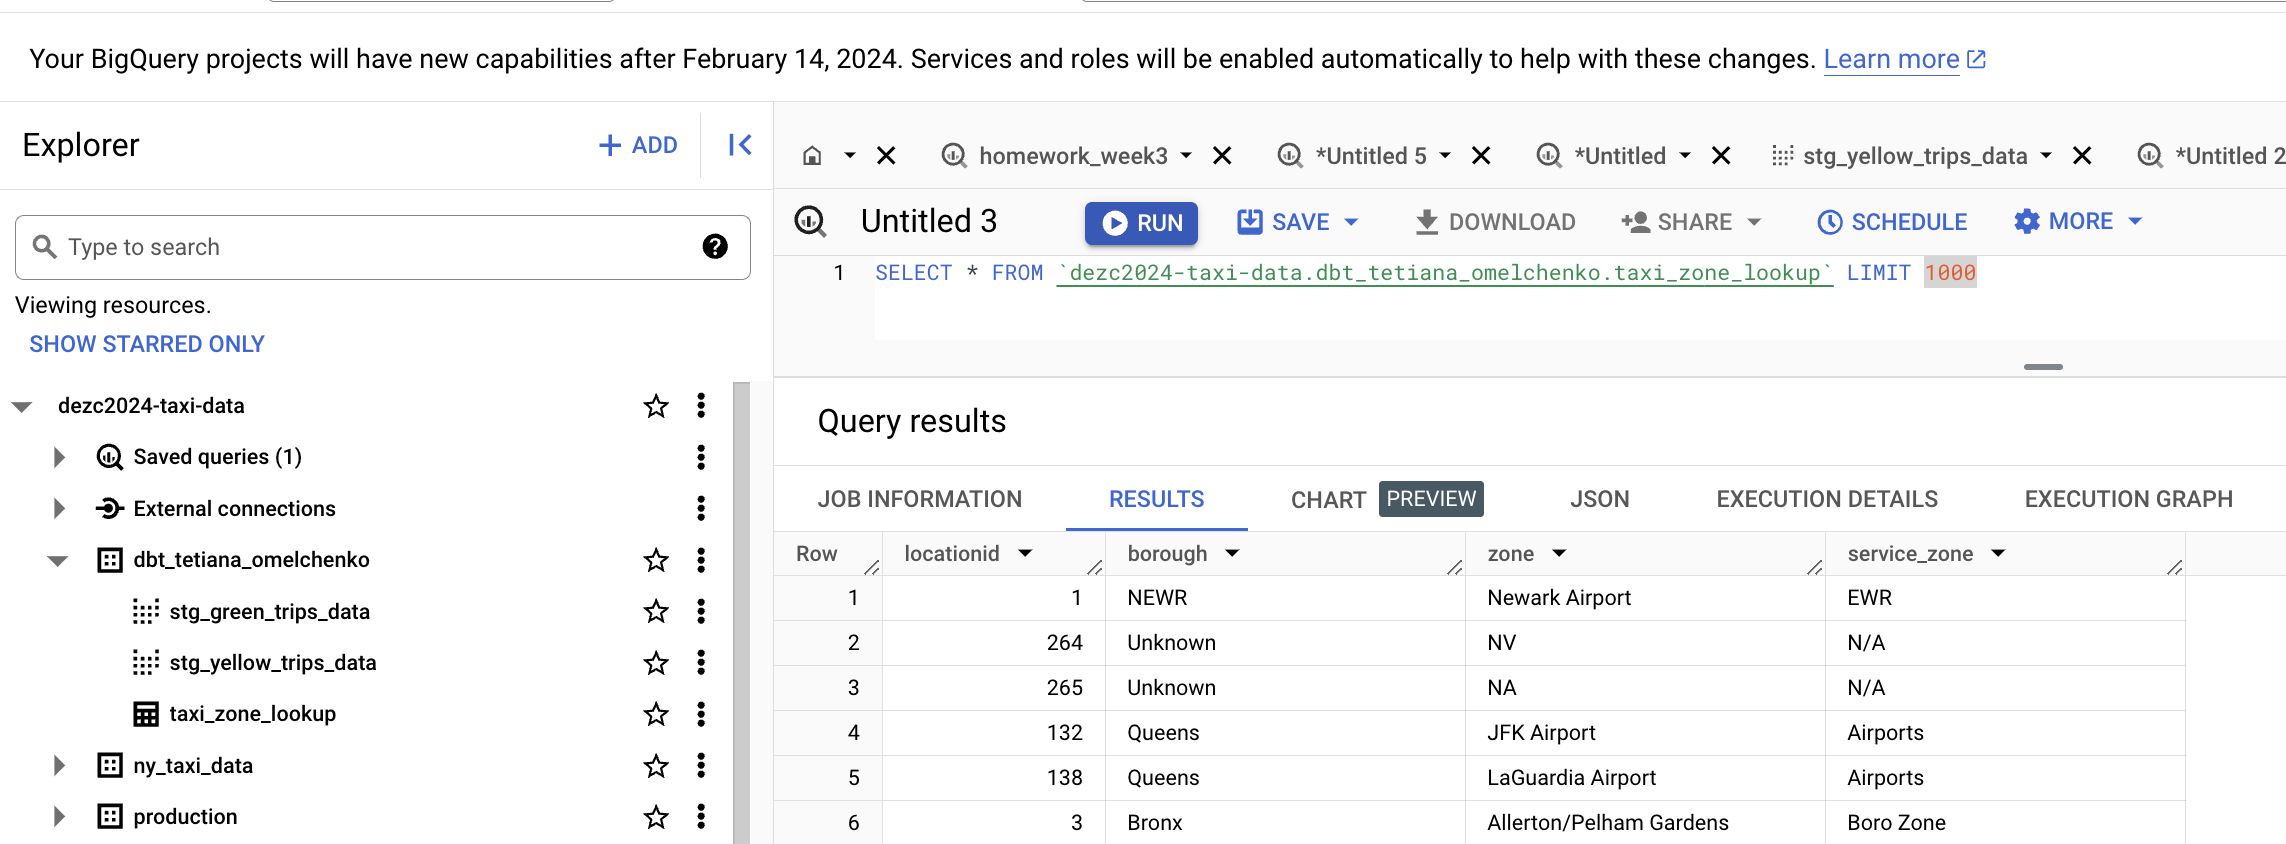 Your BigQuery projects will have new capabilities after February 14, 2024. Services and roles will be enabled automatically to help with these changes. Learn more
Explorer
ADD
Type to search
Viewing resources.
SHOW STARRED ONLY
dezc2024-taxi-data
Saved queries (1)
External connections
dbt_tetiana_omelchenko
stg_green_trips_data
stg_yellow_trips_data
taxi_zone_lookup
ny_taxi_data
production
homework_week3 *Untitled 5 *Untitled stg_yellow_trips_data *Untitled 2
Untitled 3 RUN SAVE DOWNLOAD SHARE SCHEDULE MORE
1 SELECT * FROM `dezc2024-taxi-data.dbt_tetiana_omelchenko.taxi_zone_lookup` LIMIT 1000
Query results
JOB INFORMATION RESULTS CHART PREVIEW JSON EXECUTION DETAILS EXECUTION GRAPH
Row locationid borough zone service_zone
1 1 NEWR Newark Airport EWR
2 264 Unknown NV N/A
3 265 Unknown NA N/A
4 132 Queens JFK Airport Airports
5 138 Queens LaGuardia Airport Airports
6 3 Bronx Allerton/Pelham Gardens Boro Zone